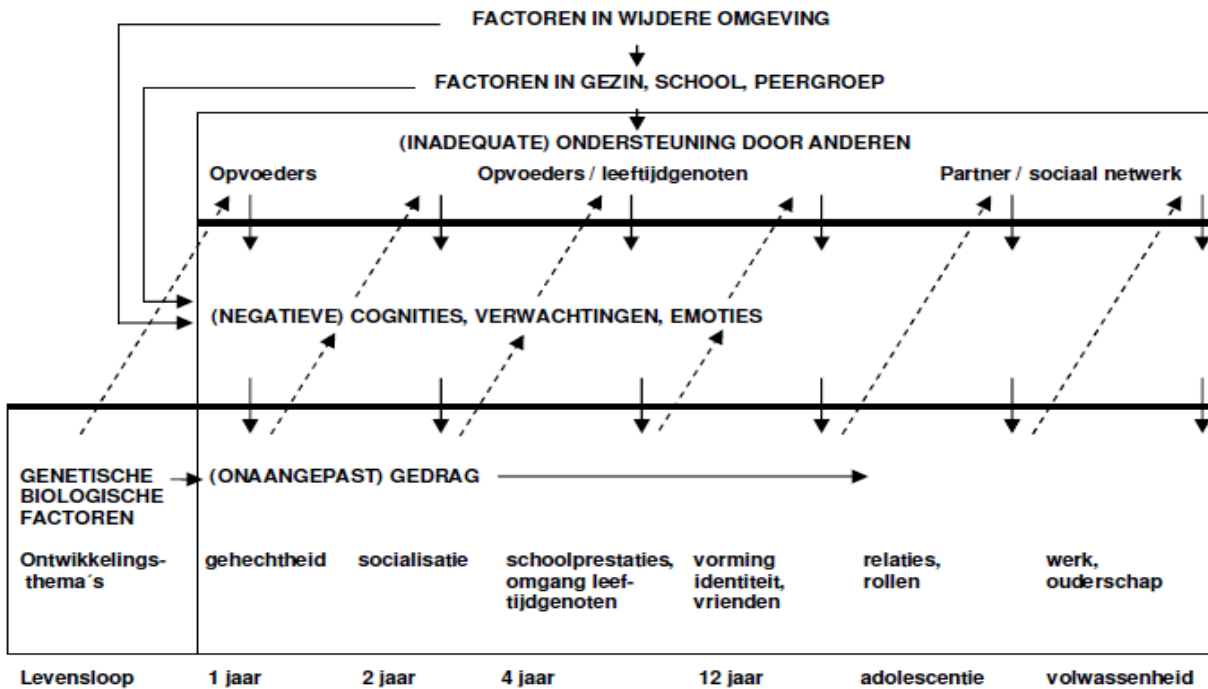 FACTOREN IN WIJDERE OMGEVING
FACTOREN IN GEZIN, SCHOOL, PEERGROEP
(INADEQUATE) ONDERSTEUNING DOOR ANDEREN
Opvoeders
Opvoeders / leeftijdgenoten
Partner / sociaal netwerk
(NEGATIEVE) COGNITIES, VERWACHTINGEN, EMOTIES
GENETISCHE
BIOLOGISCHE
FACTOREN
(ONAANGEPAST) GEDRAG
Ontwikkelings-
thema´s
gehechtheid
socialisatie
schoolprestaties,
omgang leef-
tijdgenoten
vorming
identiteit,
vrienden
relaties,
rollen
werk,
ouderschap
Levensloop
1 jaar
2 jaar
4 jaar
12 jaar
adolescentie
volwassenheid